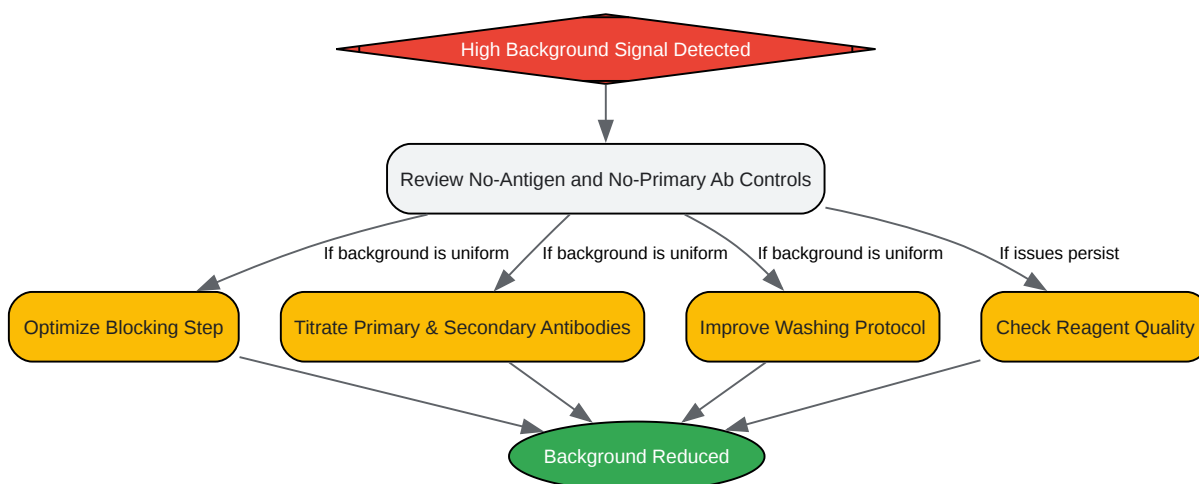 High Background Signal Detected
Review No-Antigen and No-Primary Ab Controls
If background is uniform
If background is uniform
If background is uniform
If issues persist
Optimize Blocking Step
Titrate Primary & Secondary Antibodies
Improve Washing Protocol
Check Reagent Quality
Background Reduced